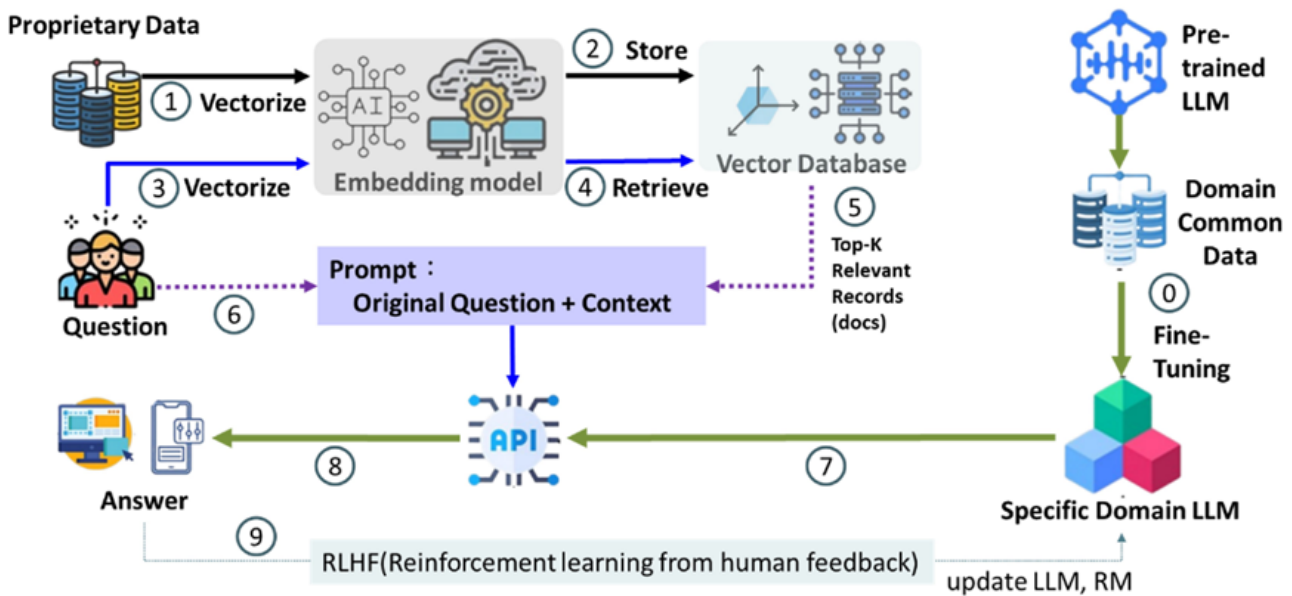 Proprietary Data
1 Vectorize
AI
Embedding model
2 Store
3 Vectorize
4 Retrieve
Vector Database
5
Top-K
Relevant
Records
(docs)
Question
6
Prompt：
Original Question + Context
Pre-
trained
LLM
Domain
Common
Data
0
Fine-
Tuning
Specific Domain LLM
7
API
8
Answer
9
RLHF(Reinforcement learning from human feedback)
update LLM, RM